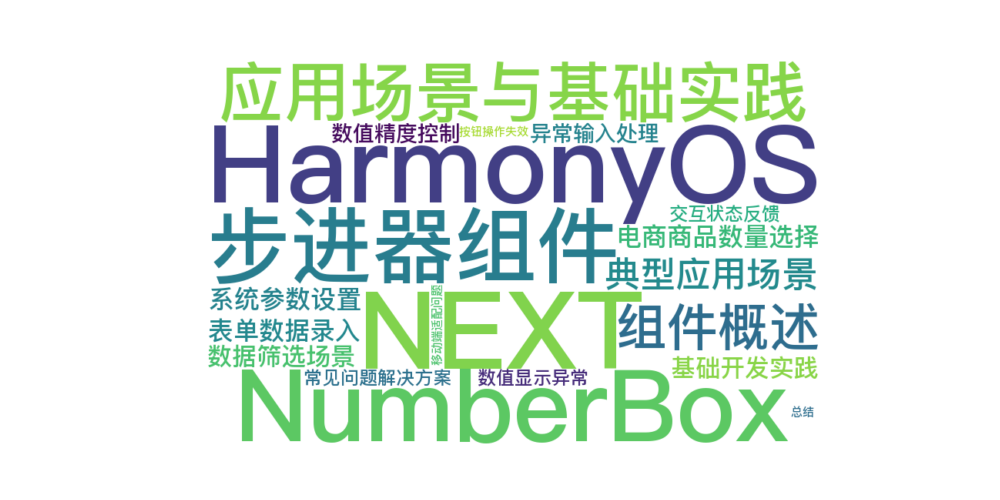 应用场景与基础实践
数值精度控制
按钮操作失效
异常输入处理
HarmonyOS
步进器组件
交互状态反馈
电商商品数量选择
典型应用场景
系统参数设置
移动端适配问题
NEXT
组件概述
表单数据录入
数据筛选场景
基础开发实践
常见问题解决方案
数值显示异常
NumberBox
总结